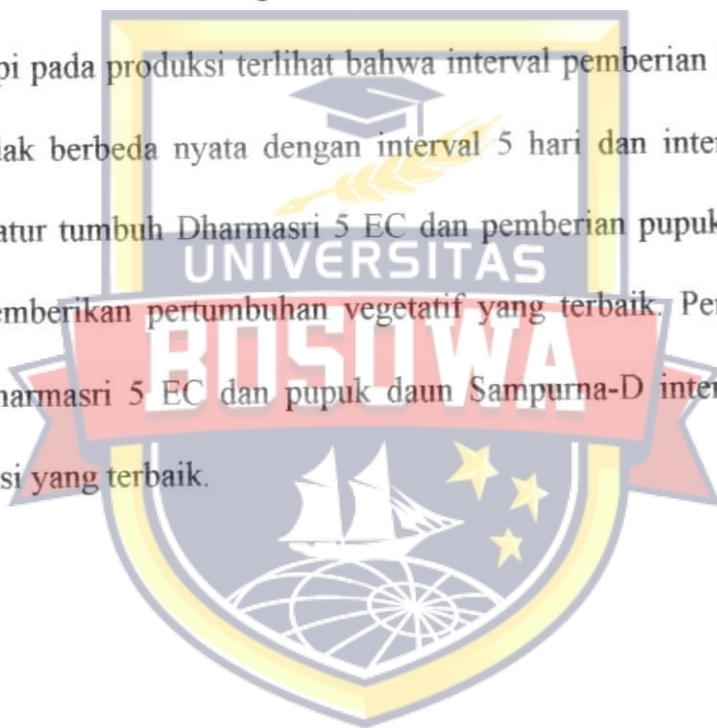 pi pada produksi terlihat bahwa interval pemberian
ak berbeda nyata dengan interval 5 hari dan inter
atur tumbuh Dharmasri 5 EC dan pemberian pupuk
UNIVERSITAS
emberikan pertumbuhan vegetatif yang terbaik. Per
BOSOWA
harmasri 5 EC dan pupuk daun Sampurna-D inter
si yang terbaik.